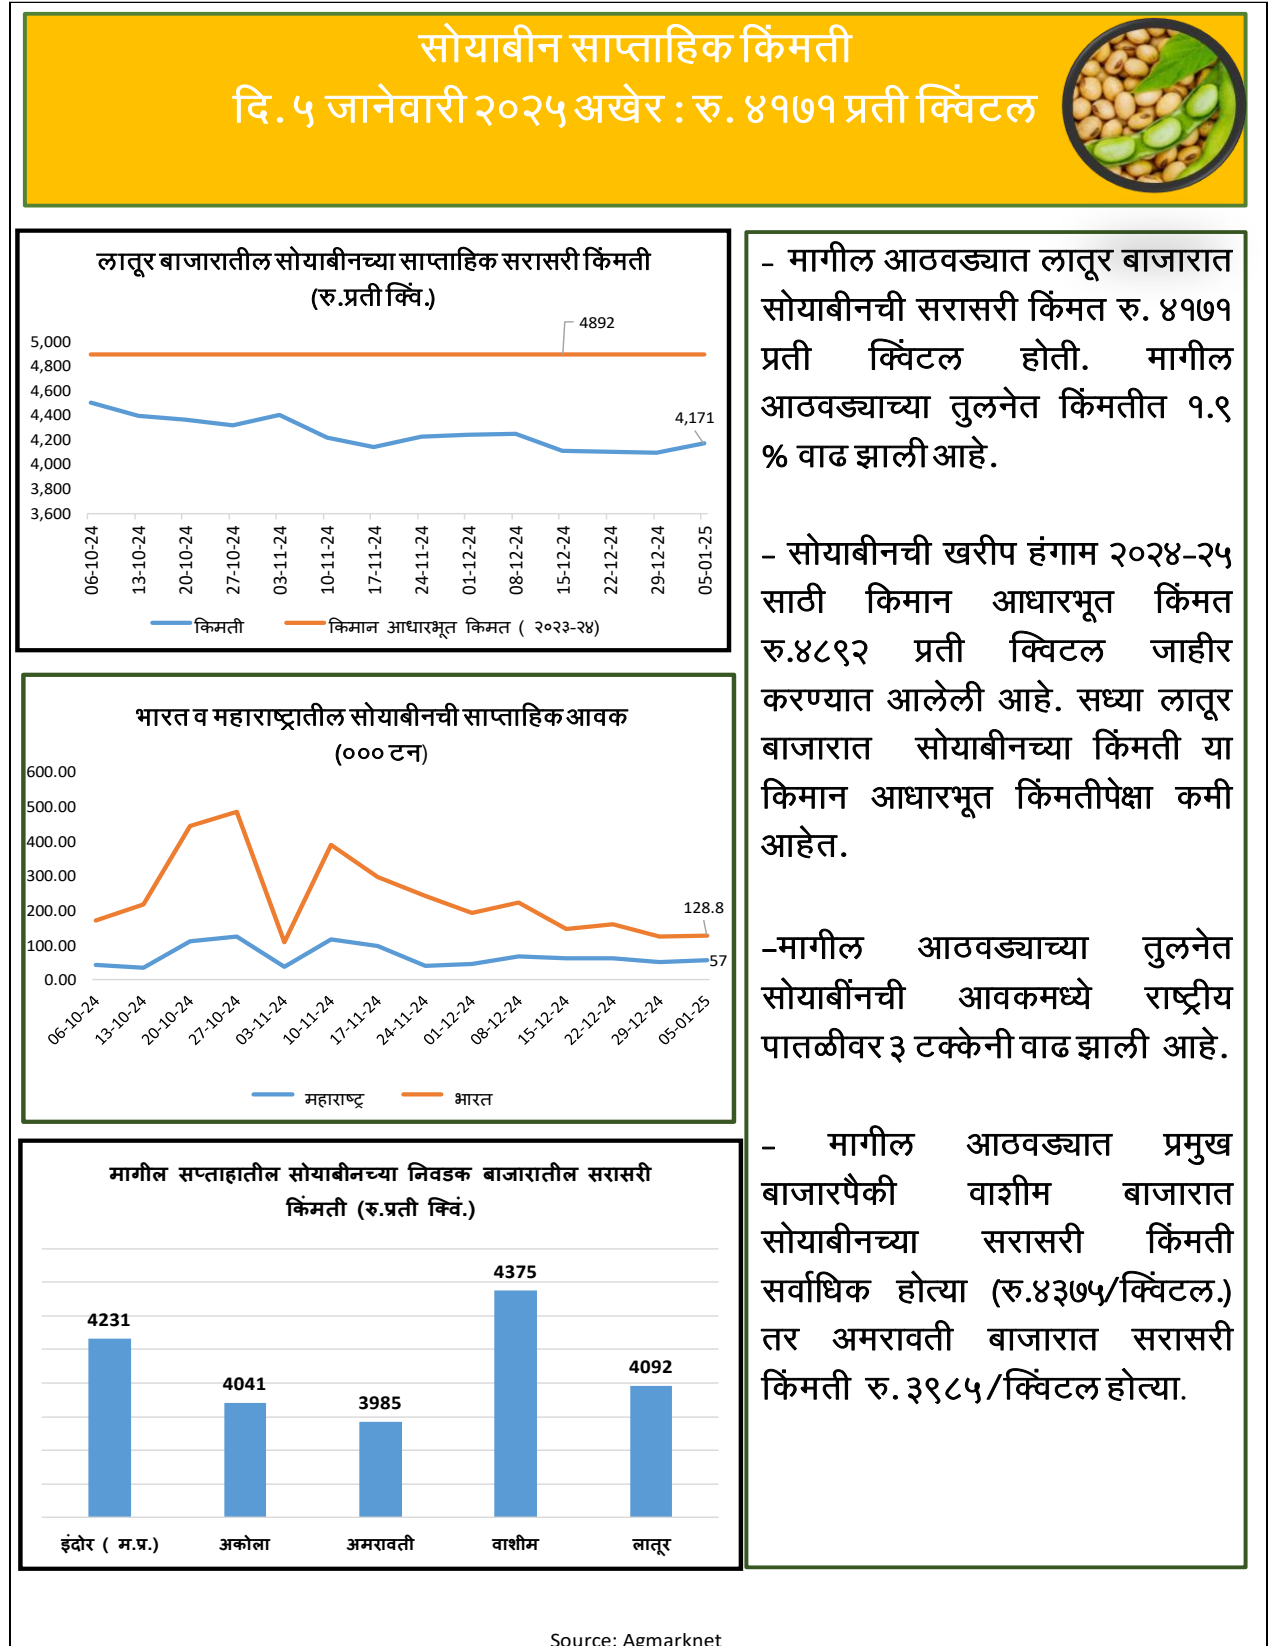 सोयाबीन साप्ताहिक किंमती
दि. ५ जानेवारी २०२५ अखेर : रु. ४१७१ प्रती क्विंटल
लातूर बाजारातील सोयाबीनच्या साप्ताहिक सरासरी किंमती
(रु.प्रती क्विं.)
4892
5,000
4,800
4,600
4,400
4,171
4,200
4,000
3,800
3,600
06-10-24
13-10-24
20-10-24
27-10-24
03-11-24
10-11-24
17-11-24
24-11-24
01-12-24
08-12-24
15-12-24
22-12-24
29-12-24
05-01-25
किमती
किमान आधारभूत किमत ( २०२३-२४)
भारत व महाराष्ट्रातील सोयाबीनची साप्ताहिक आवक
(००० टन)
600.00
500.00
400.00
300.00
200.00
128.8
100.00
57
0.00
06-10-24
13-10-24
20-10-24
27-10-24
03-11-24
10-11-24
17-11-24
24-11-24
01-12-24
08-12-24
15-12-24
22-12-24
29-12-24
05-01-25
महाराष्ट्र
भारत
मागील सप्ताहातील सोयाबीनच्या निवडक बाजारातील सरासरी
किंमती (रु.प्रती क्विं.)
4231
4041
3985
4375
4092
इंदोर ( म.प्र.)
अकोला
अमरावती
वाशीम
लातूर
- मागील आठवड्यात लातूर बाजारात
सोयाबीनची सरासरी किंमत रु. ४१७१
प्रती क्विंटल होती. मागील
आठवड्याच्या तुलनेत किंमतीत १.९
% वाढ झाली आहे.
- सोयाबीनची खरीप हंगाम २०२४-२५
साठी किमान आधारभूत किंमत
रु.४८९२ प्रती क्विटल जाहीर
करण्यात आलेली आहे. सध्या लातूर
बाजारात सोयाबीनच्या किंमती या
किमान आधारभूत किंमतीपेक्षा कमी
आहेत.
-मागील आठवड्याच्या तुलनेत
सोयाबींनची आवकमध्ये राष्ट्रीय
पातळीवर ३ टक्केनी वाढ झाली आहे.
- मागील आठवड्यात प्रमुख
बाजारपैकी वाशीम बाजारात
सोयाबीनच्या सरासरी किंमती
सर्वाधिक होत्या (रु.४३७५/क्विंटल.)
तर अमरावती बाजारात सरासरी
किंमती रु. ३९८५/क्विंटल होत्या.
Source: Agmarknet